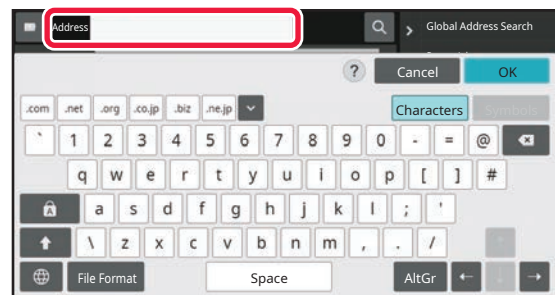 Address
Global Address Search
? Cancel OK
.com .net .org .co.jp .biz .ne.jp Characters Symbols
` 1 2 3 4 5 6 7 8 9 0 - = @
q w e r t y u i o p [ ] #
A a s d f g h j k l ; '
\ z x c v b n m , . /
File Format Space AltGr